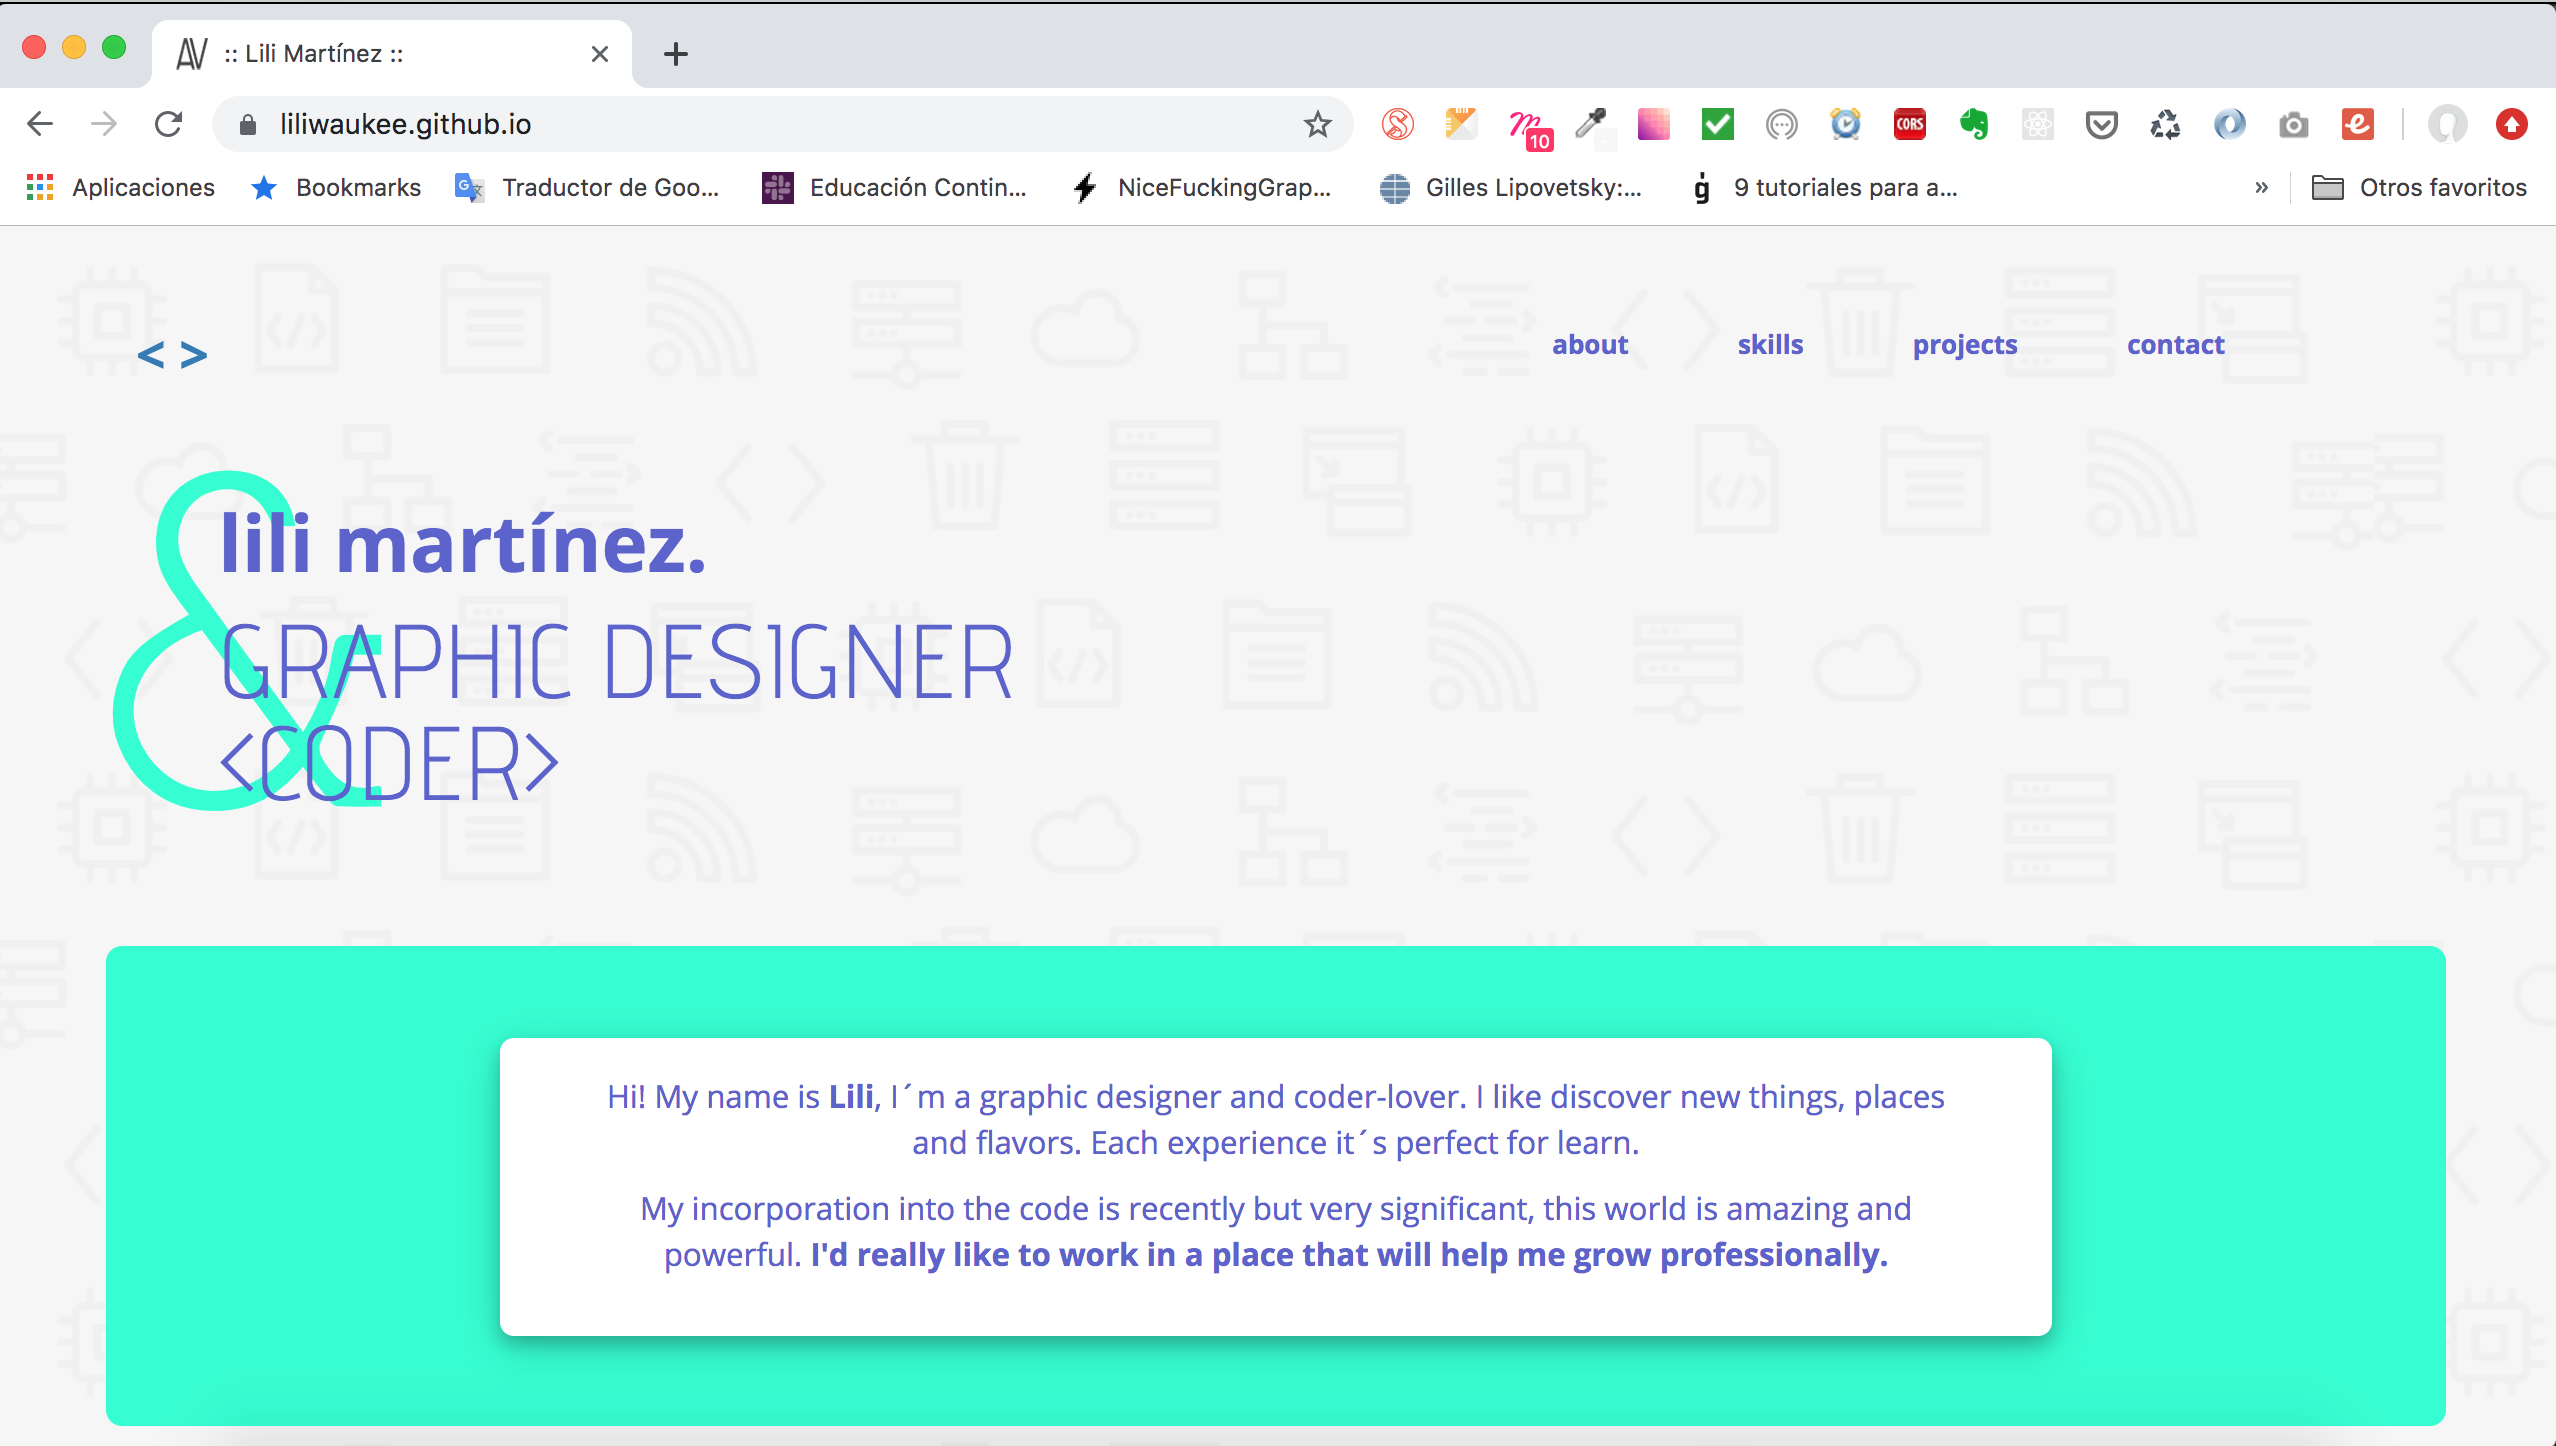 :: Lili Martínez ::
liliwaukee.github.io
10
CORS
Aplicaciones Bookmarks Traductor de Goo... Educación Contin... NiceFuckingGrap... Gilles Lipovetsky:... 9 tutoriales para a... » Otros favoritos
< > about skills projects contact
&
lili martínez.
GRAPHIC DESIGNER
<CODER>
Hi! My name is Lili, I´m a graphic designer and coder-lover. I like discover new things, places
and flavors. Each experience it´s perfect for learn.
My incorporation into the code is recently but very significant, this world is amazing and
powerful. I'd really like to work in a place that will help me grow professionally.